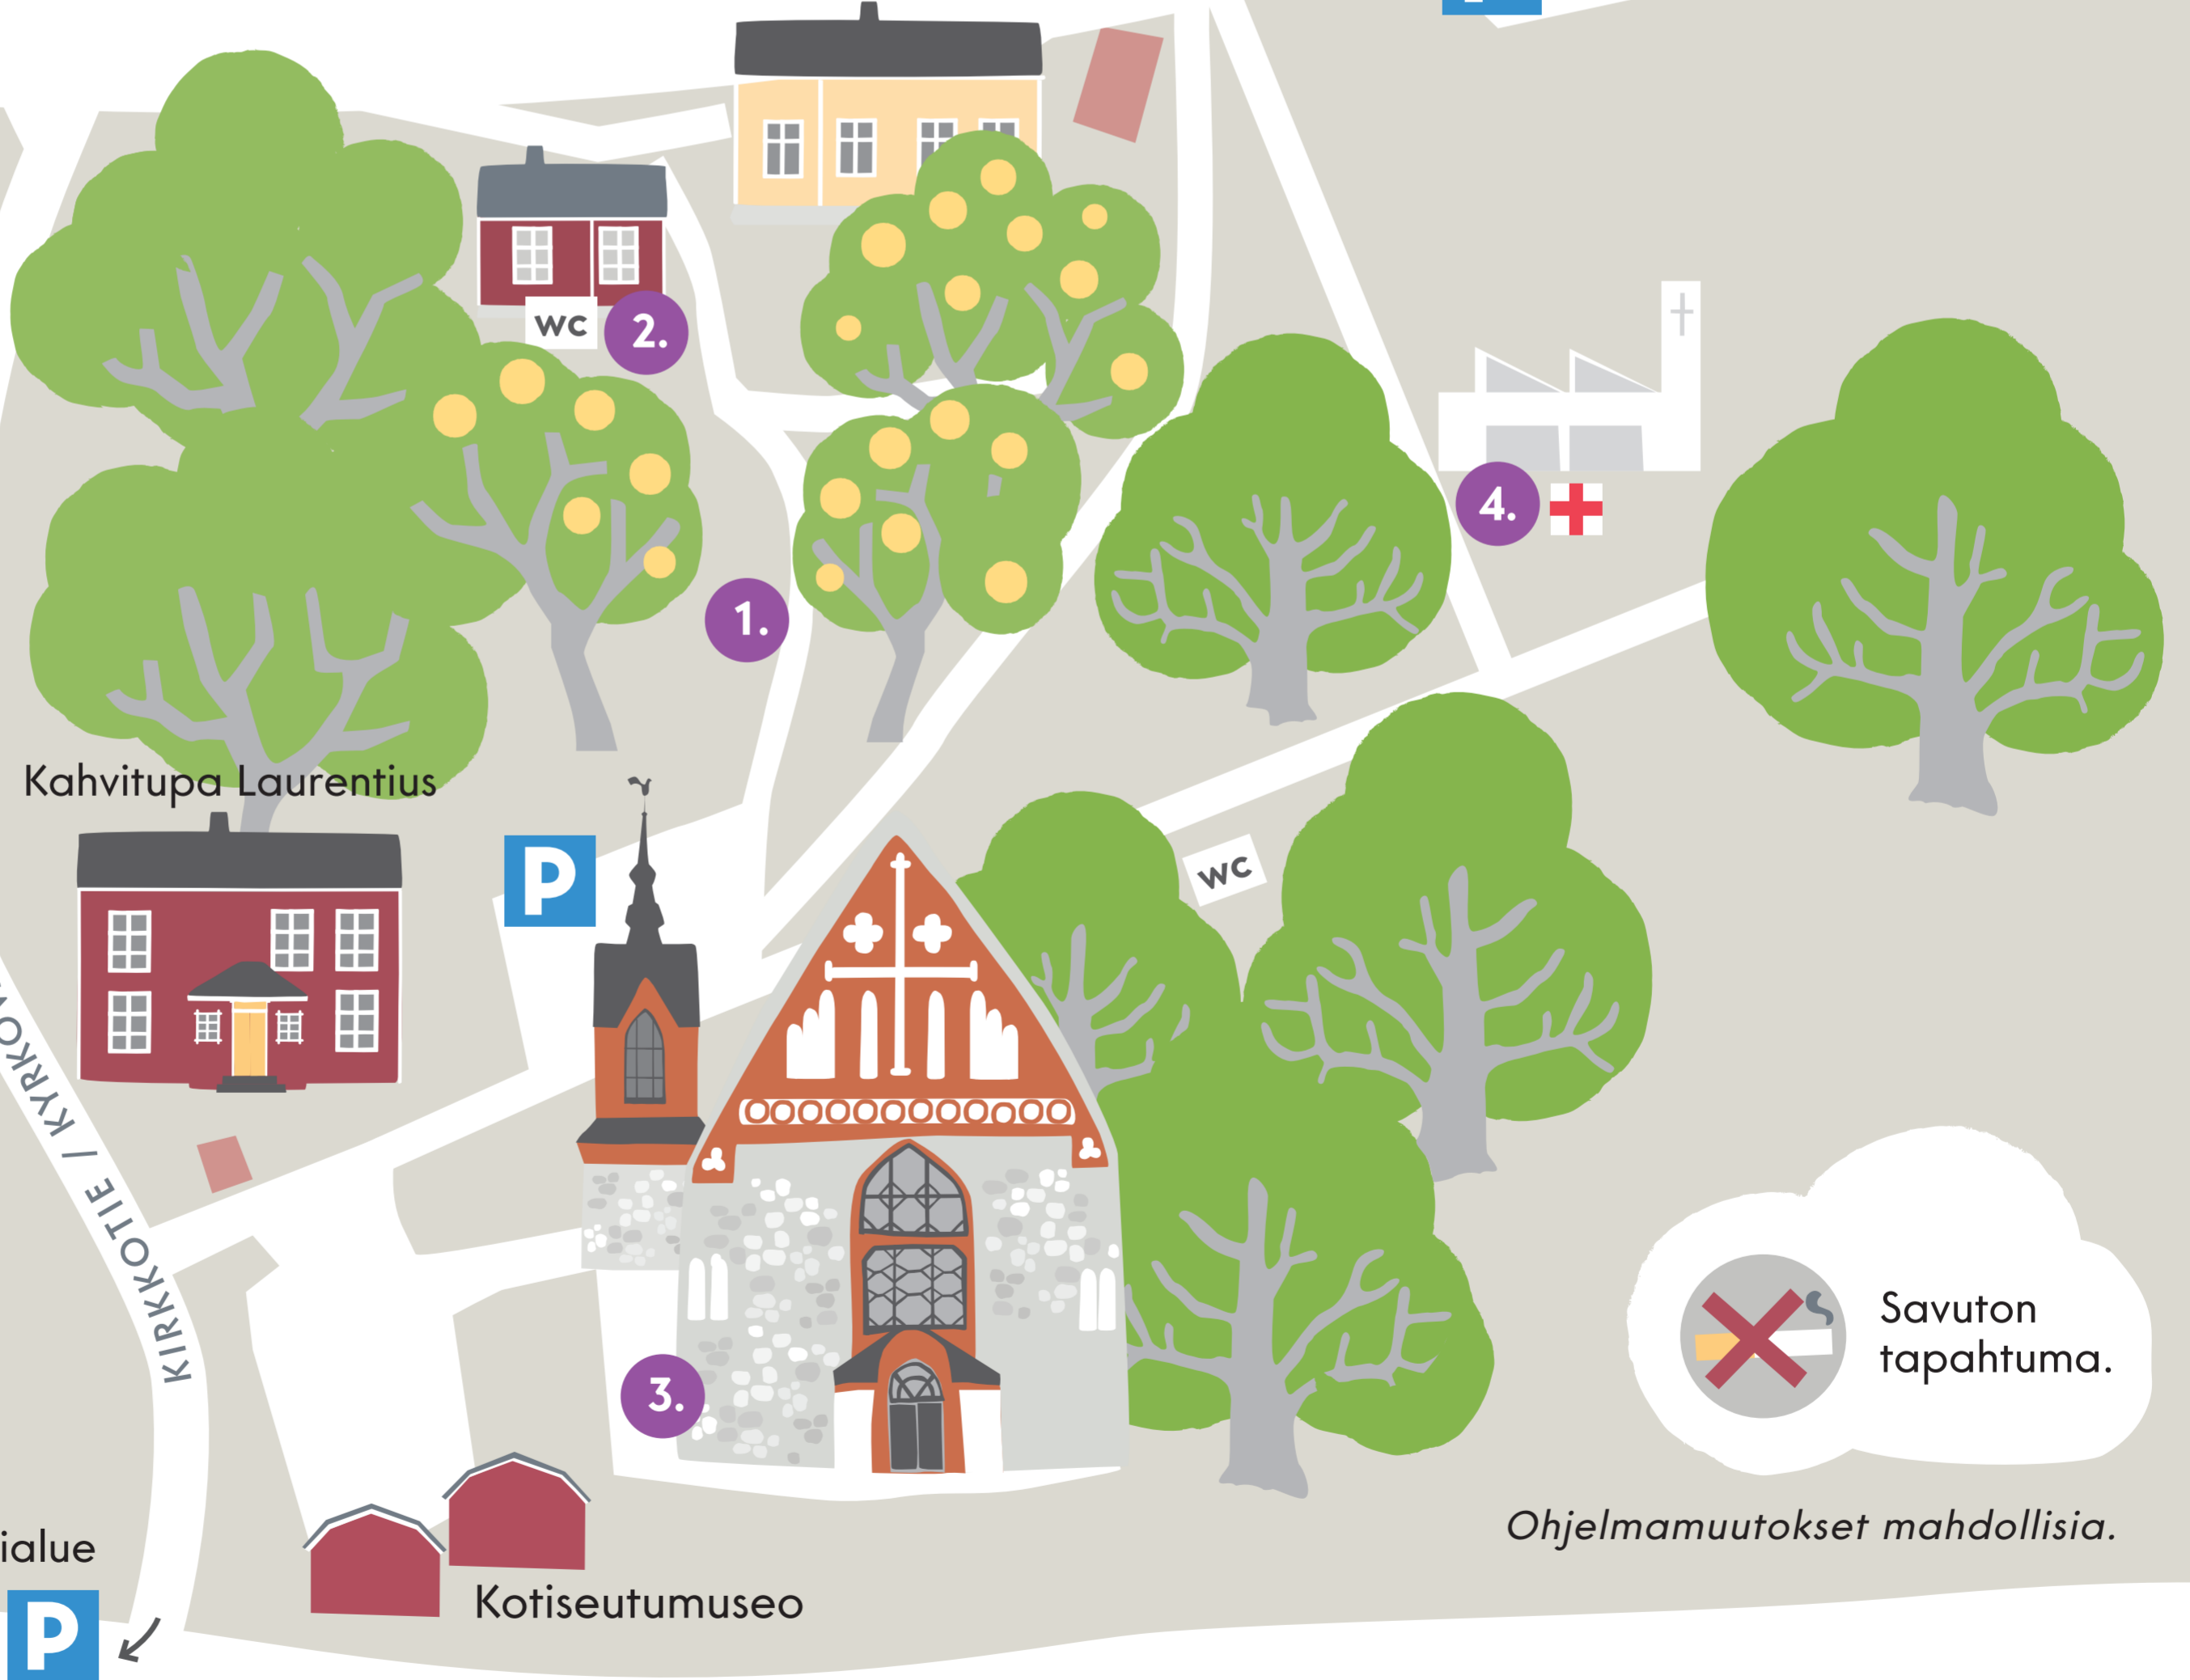 WC
2.
4.
1.
Kahvitupa Laurentius
P
WC
KIRKKOTIE / KYRKO
3.
Savuton
tapahtuma.
Ohjelmamuutokset mahdollisia.
ialue
Kotiseutumuseo
P